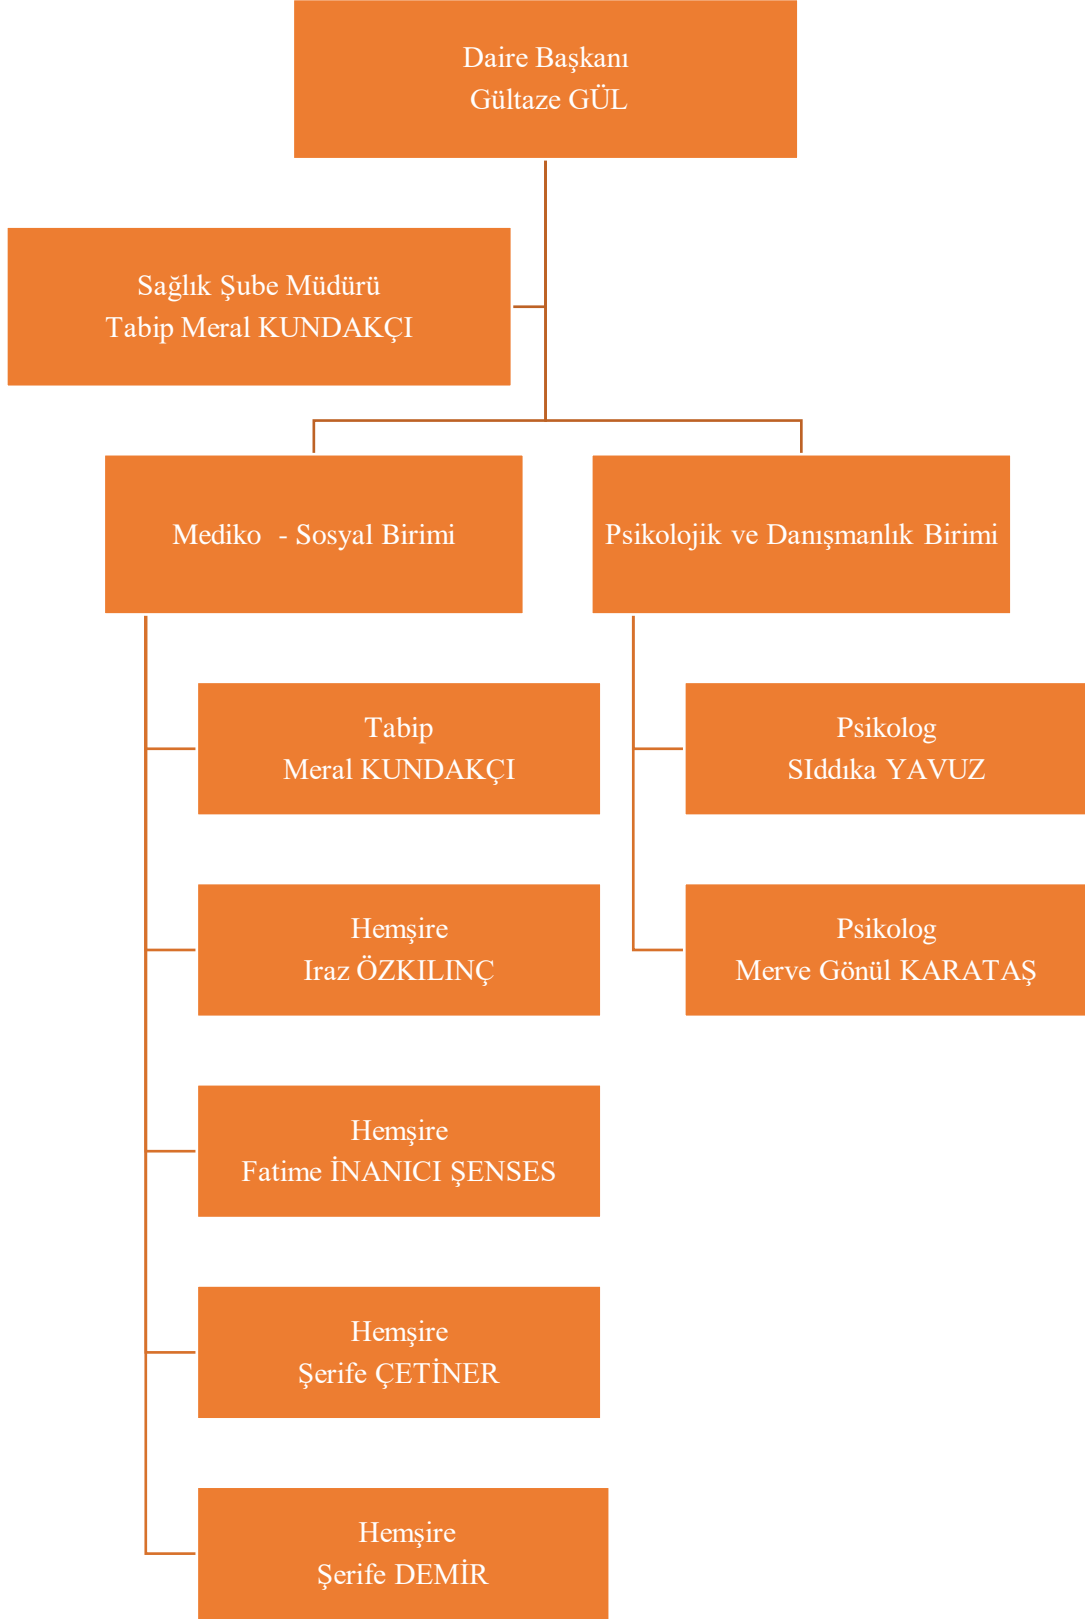 Daire Başkanı
Gültaze GÜL
Sağlık Şube Müdürü
Tabip Meral KUNDAKÇI
Mediko - Sosyal Birimi
Psikolojik ve Danışmanlık Birimi
Tabip
Meral KUNDAKÇI
Hemşire
Iraz ÖZKILINÇ
Hemşire
Fatime İNANICI ŞENSES
Hemşire
Şerife ÇETİNER
Hemşire
Şerife DEMİR
Psikolog
SIddıka YAVUZ
Psikolog
Merve Gönül KARATAŞ